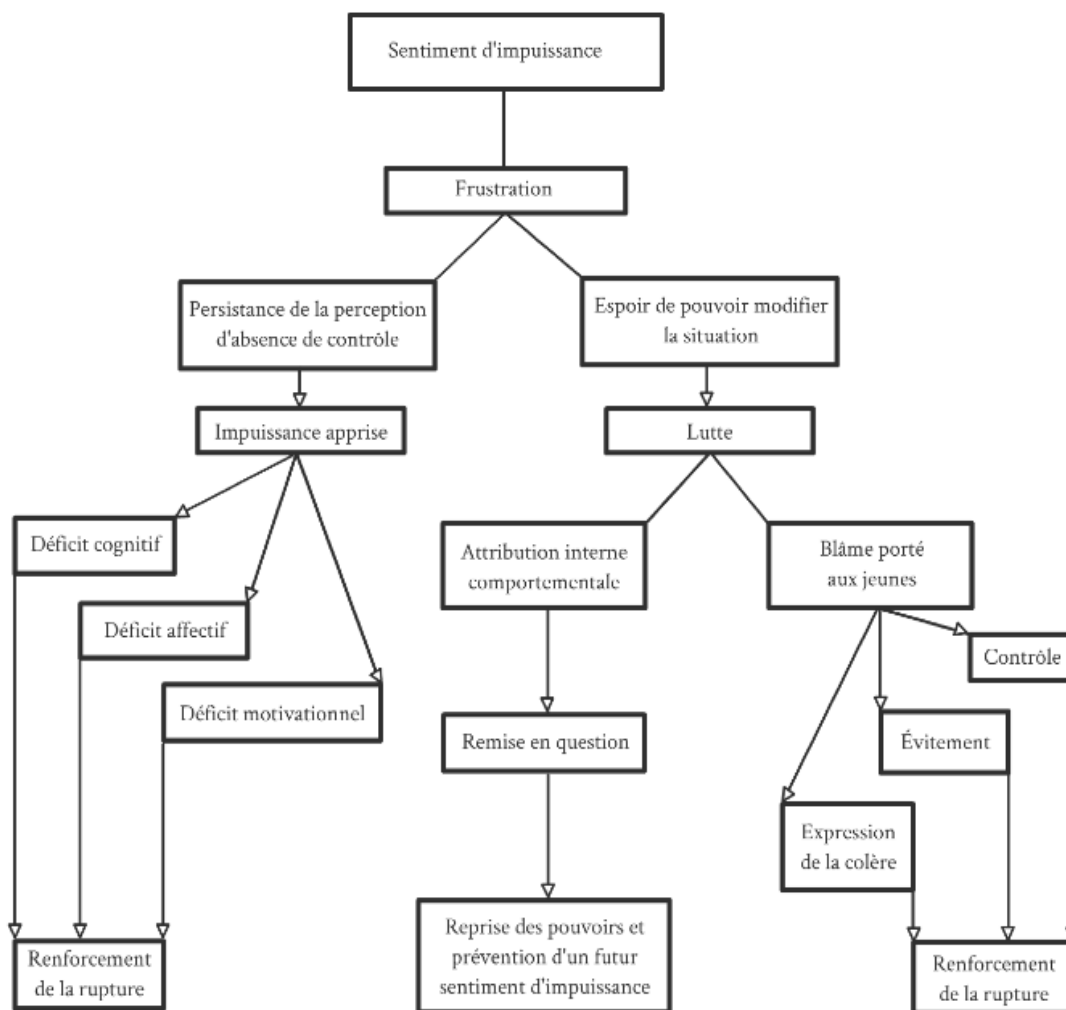 Sentiment d'impuissance
Frustration
Persistance de la perception
d'absence de contrôle
Espoir de pouvoir modifier
la situation
Impuissance apprise
Lutte
Déficit cognitif
Attribution interne
comportementale
Blâme porté
aux jeunes
Déficit affectif
Contrôle
Déficit motivationnel
Remise en question
Évitement
Expression
de la colère
Renforcement
de la rupture
Reprise des pouvoirs et
prévention d'un futur
sentiment d'impuissance
Renforcement
de la rupture